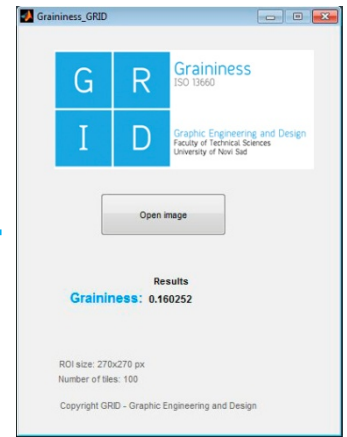 Graininess_GRID
G R
I D
Graininess
ISO 13660
Graphic Engineering and Design
Faculty of Technical Sciences
University of Novi Sad
Open image
Results
Graininess: 0.160252
ROI size: 270x270 px
Number of tiles: 100
Copyright GRID - Graphic Engineering and Design